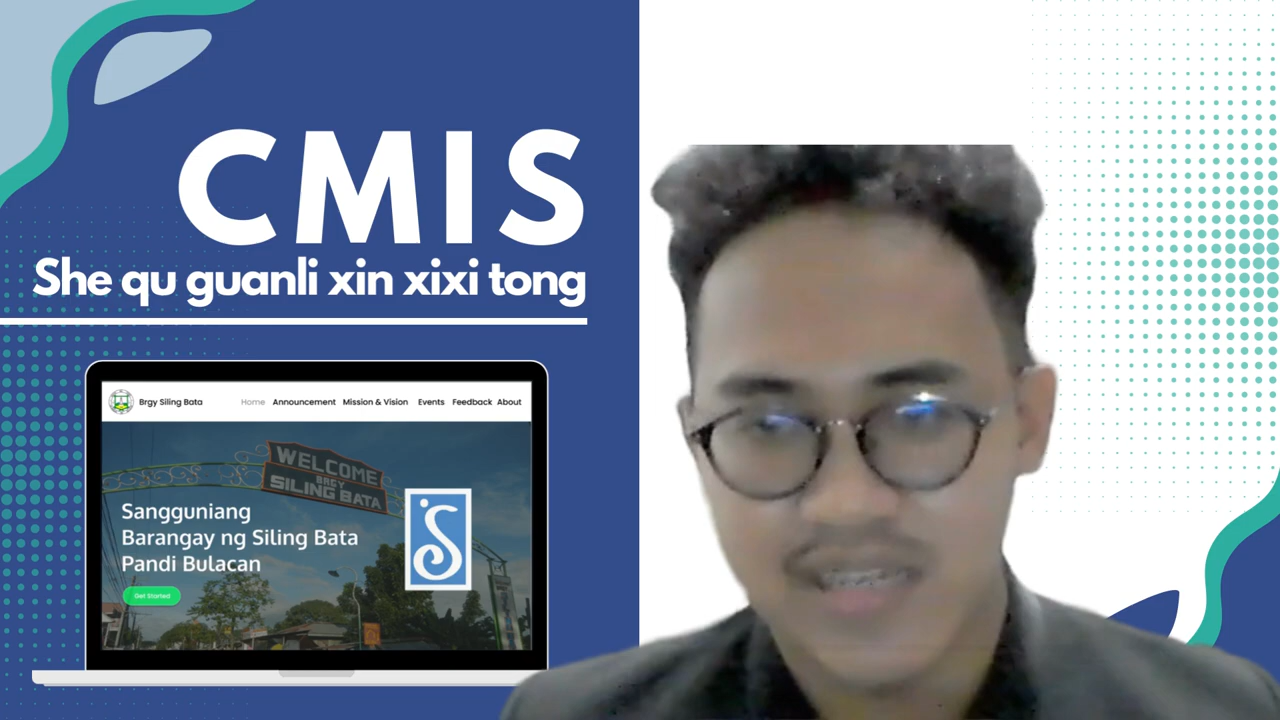 CMIS
She qu guanli xin xixi tong
Brgy Siling Bata
Home Announcement Mission & Vision Events Feedback About
WELCOME
BRGY
SILING BATA
Sangguniang
Barangay ng Siling Bata
Pandi Bulacan
Get Started